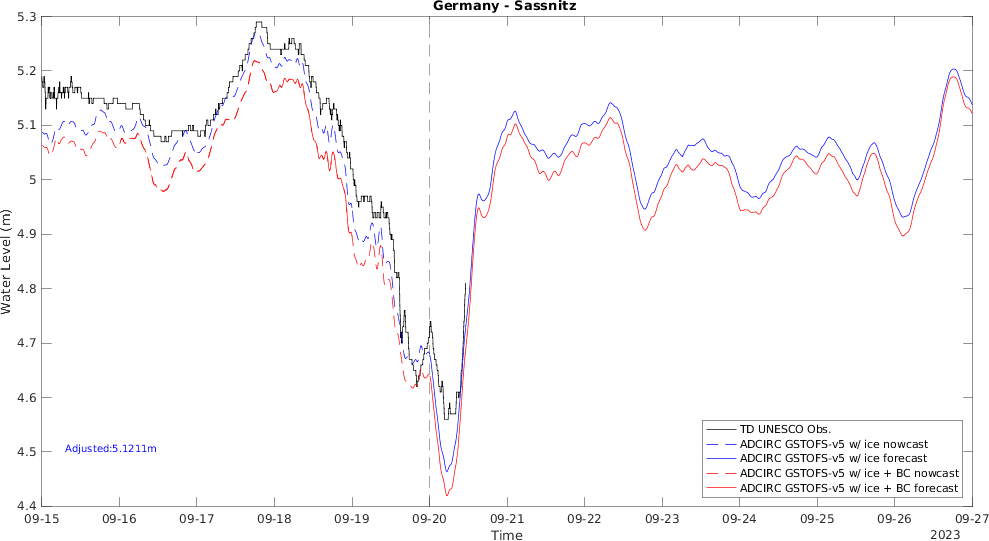 Germany - Sassnitz
5.3
5.2
5.1
5
4.9
4.8
4.7
4.6
4.5
4.4
Water Level (m)
Adjusted:5.1211m
TD UNESCO Obs.
ADCIRC GSTOFS-v5 w/ ice nowcast
ADCIRC GSTOFS-v5 w/ ice forecast
ADCIRC GSTOFS-v5 w/ ice + BC nowcast
ADCIRC GSTOFS-v5 w/ ice + BC forecast
09-15 09-16 09-17 09-18 09-19 09-20 09-21 09-22 09-23 09-24 09-25 09-26 09-27
Time
2023